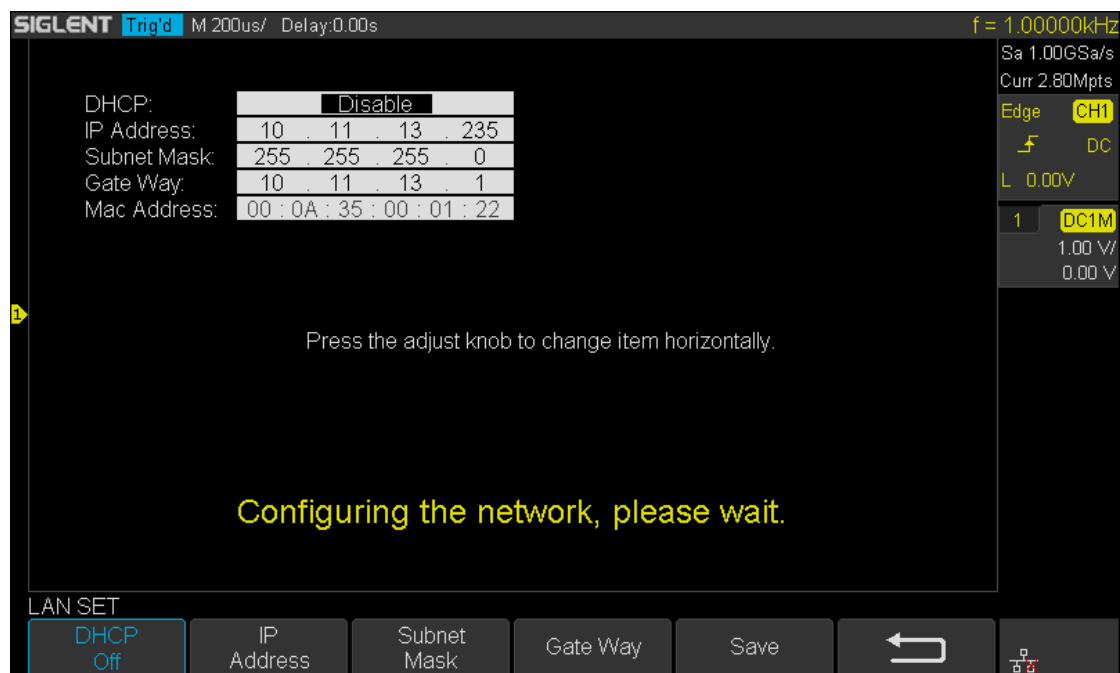 SIGLENT Trig'd M 200us/ Delay:0.00s f = 1.00000kHz
Sa 1.00GSa/s
Curr 2.80Mpts
Edge CH1
DC
L 0.00V
1 DC1M
1.00 V/
0.00 V
DHCP: Disable
IP Address: 10 . 11 . 13 . 235
Subnet Mask: 255 . 255 . 255 . 0
Gate Way: 10 . 11 . 13 . 1
Mac Address: 00 : 0A : 35 : 00 : 01 : 22
1
Press the adjust knob to change item horizontally.
Configuring the network, please wait.
LAN SET
DHCP
Off
IP
Address
Subnet
Mask
Gate Way
Save